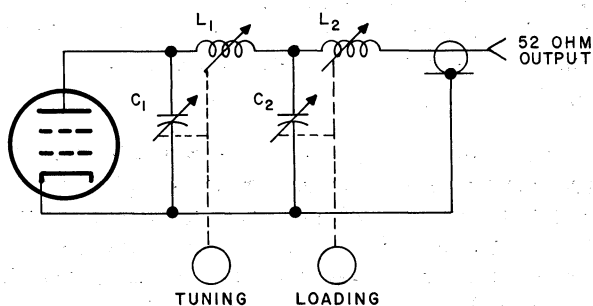 L1
L2
52 OHM
OUTPUT
C1
C2
TUNING
LOADING